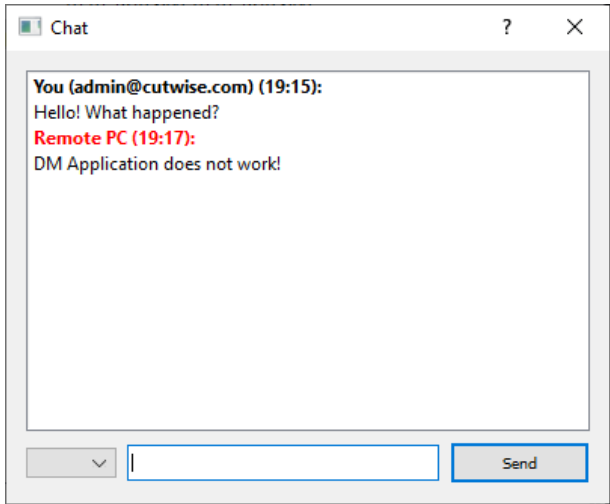 Chat
?
You (admin@cutwise.com) (19:15):
Hello! What happened?
Remote PC (19:17):
DM Application does not work!
Send